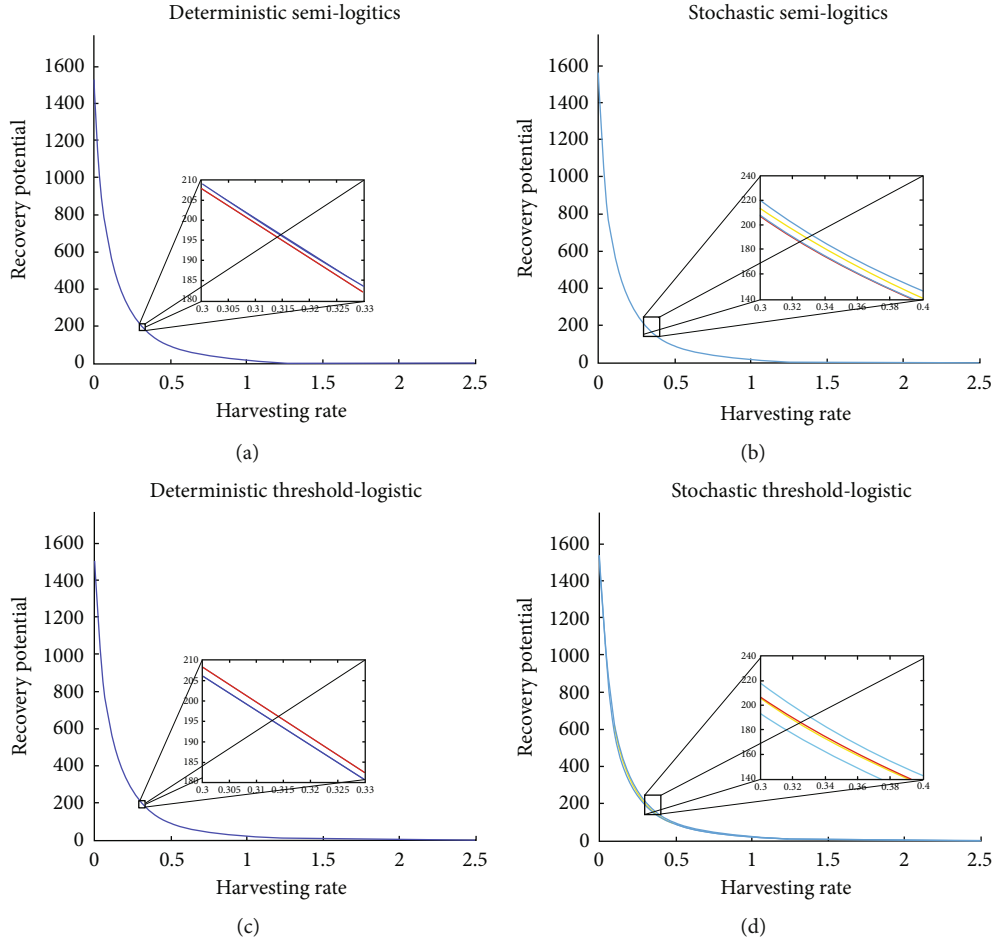 Deterministic semi-logitics
1600
1400
1200
1000
800
600
400
200
0
Recovery potential
210
205
200
195
190
185
180
0.3 0.305 0.31 0.315 0.32 0.325 0.33
0 0.5 1 1.5 2 2.5
Harvesting rate
(a)
Stochastic semi-logitics
1600
1400
1200
1000
800
600
400
200
0
Recovery potential
240
220
200
180
160
140
0.3 0.32 0.34 0.36 0.38 0.4
0 0.5 1 1.5 2 2.5
Harvesting rate
(b)
Deterministic threshold-logistic
1600
1400
1200
1000
800
600
400
200
0
Recovery potential
210
205
200
195
190
185
180
0.3 0.305 0.31 0.315 0.32 0.325 0.33
0 0.5 1 1.5 2 2.5
Harvesting rate
(c)
Stochastic threshold-logistic
1600
1400
1200
1000
800
600
400
200
0
Recovery potential
240
220
200
180
160
140
0.3 0.32 0.34 0.36 0.38 0.4
0 0.5 1 1.5 2 2.5
Harvesting rate
(d)